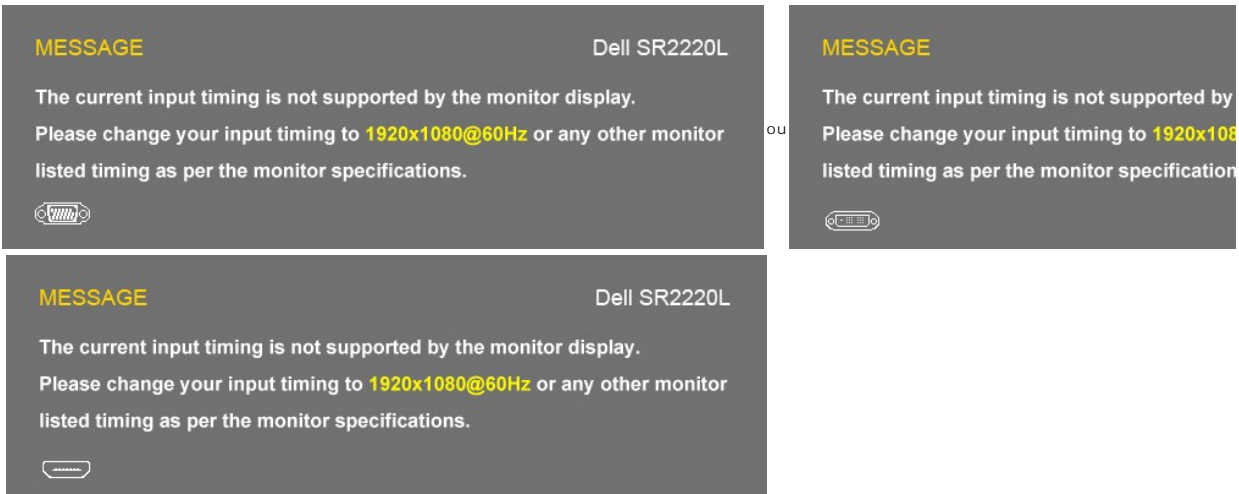 MESSAGE Dell SR2220L
The current input timing is not supported by the monitor display.
Please change your input timing to 1920x1080@60Hz or any other monitor
listed timing as per the monitor specifications.
ou
MESSAGE
The current input timing is not supported by
Please change your input timing to 1920x108
listed timing as per the monitor specification
MESSAGE Dell SR2220L
The current input timing is not supported by the monitor display.
Please change your input timing to 1920x1080@60Hz or any other monitor
listed timing as per the monitor specifications.